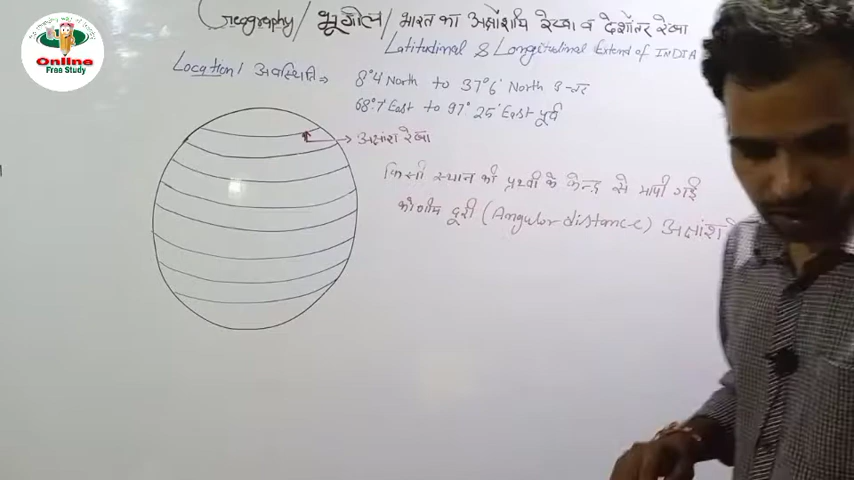 Online
Free Study
Geography/ भूगोल/ भारत का अक्षांशीय रेखा व देशांतर रेखा
Latitudinal & Longitudinal Extend of INDIA
Location/ अवस्थिति ⇒ 8°4 North to 37°6' North उत्तर
68°7' East to 97° 25' East पूर्व
अक्षांश रेखा
किसी स्थान की पृथ्वी के केन्द्र से मापी गई
कोणीय दूरी (Angular distance) अक्षांश